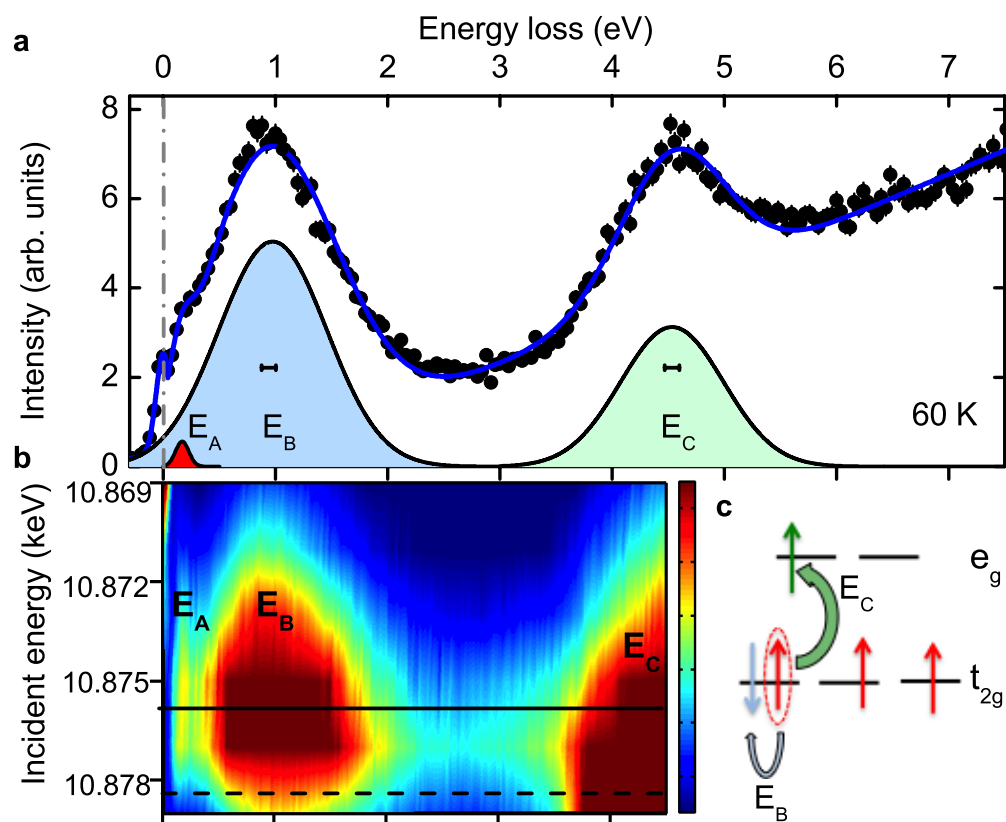 a
Energy loss (eV)
0 1 2 3 4 5 6 7
Intensity (arb. units)
8
6
4
2
0
E_A
E_B
E_C
60 K
b
Incident energy (keV)
10.869
10.872
10.875
10.878
E_A
E_B
E_C
c
e_g
E_C
t_2g
E_B